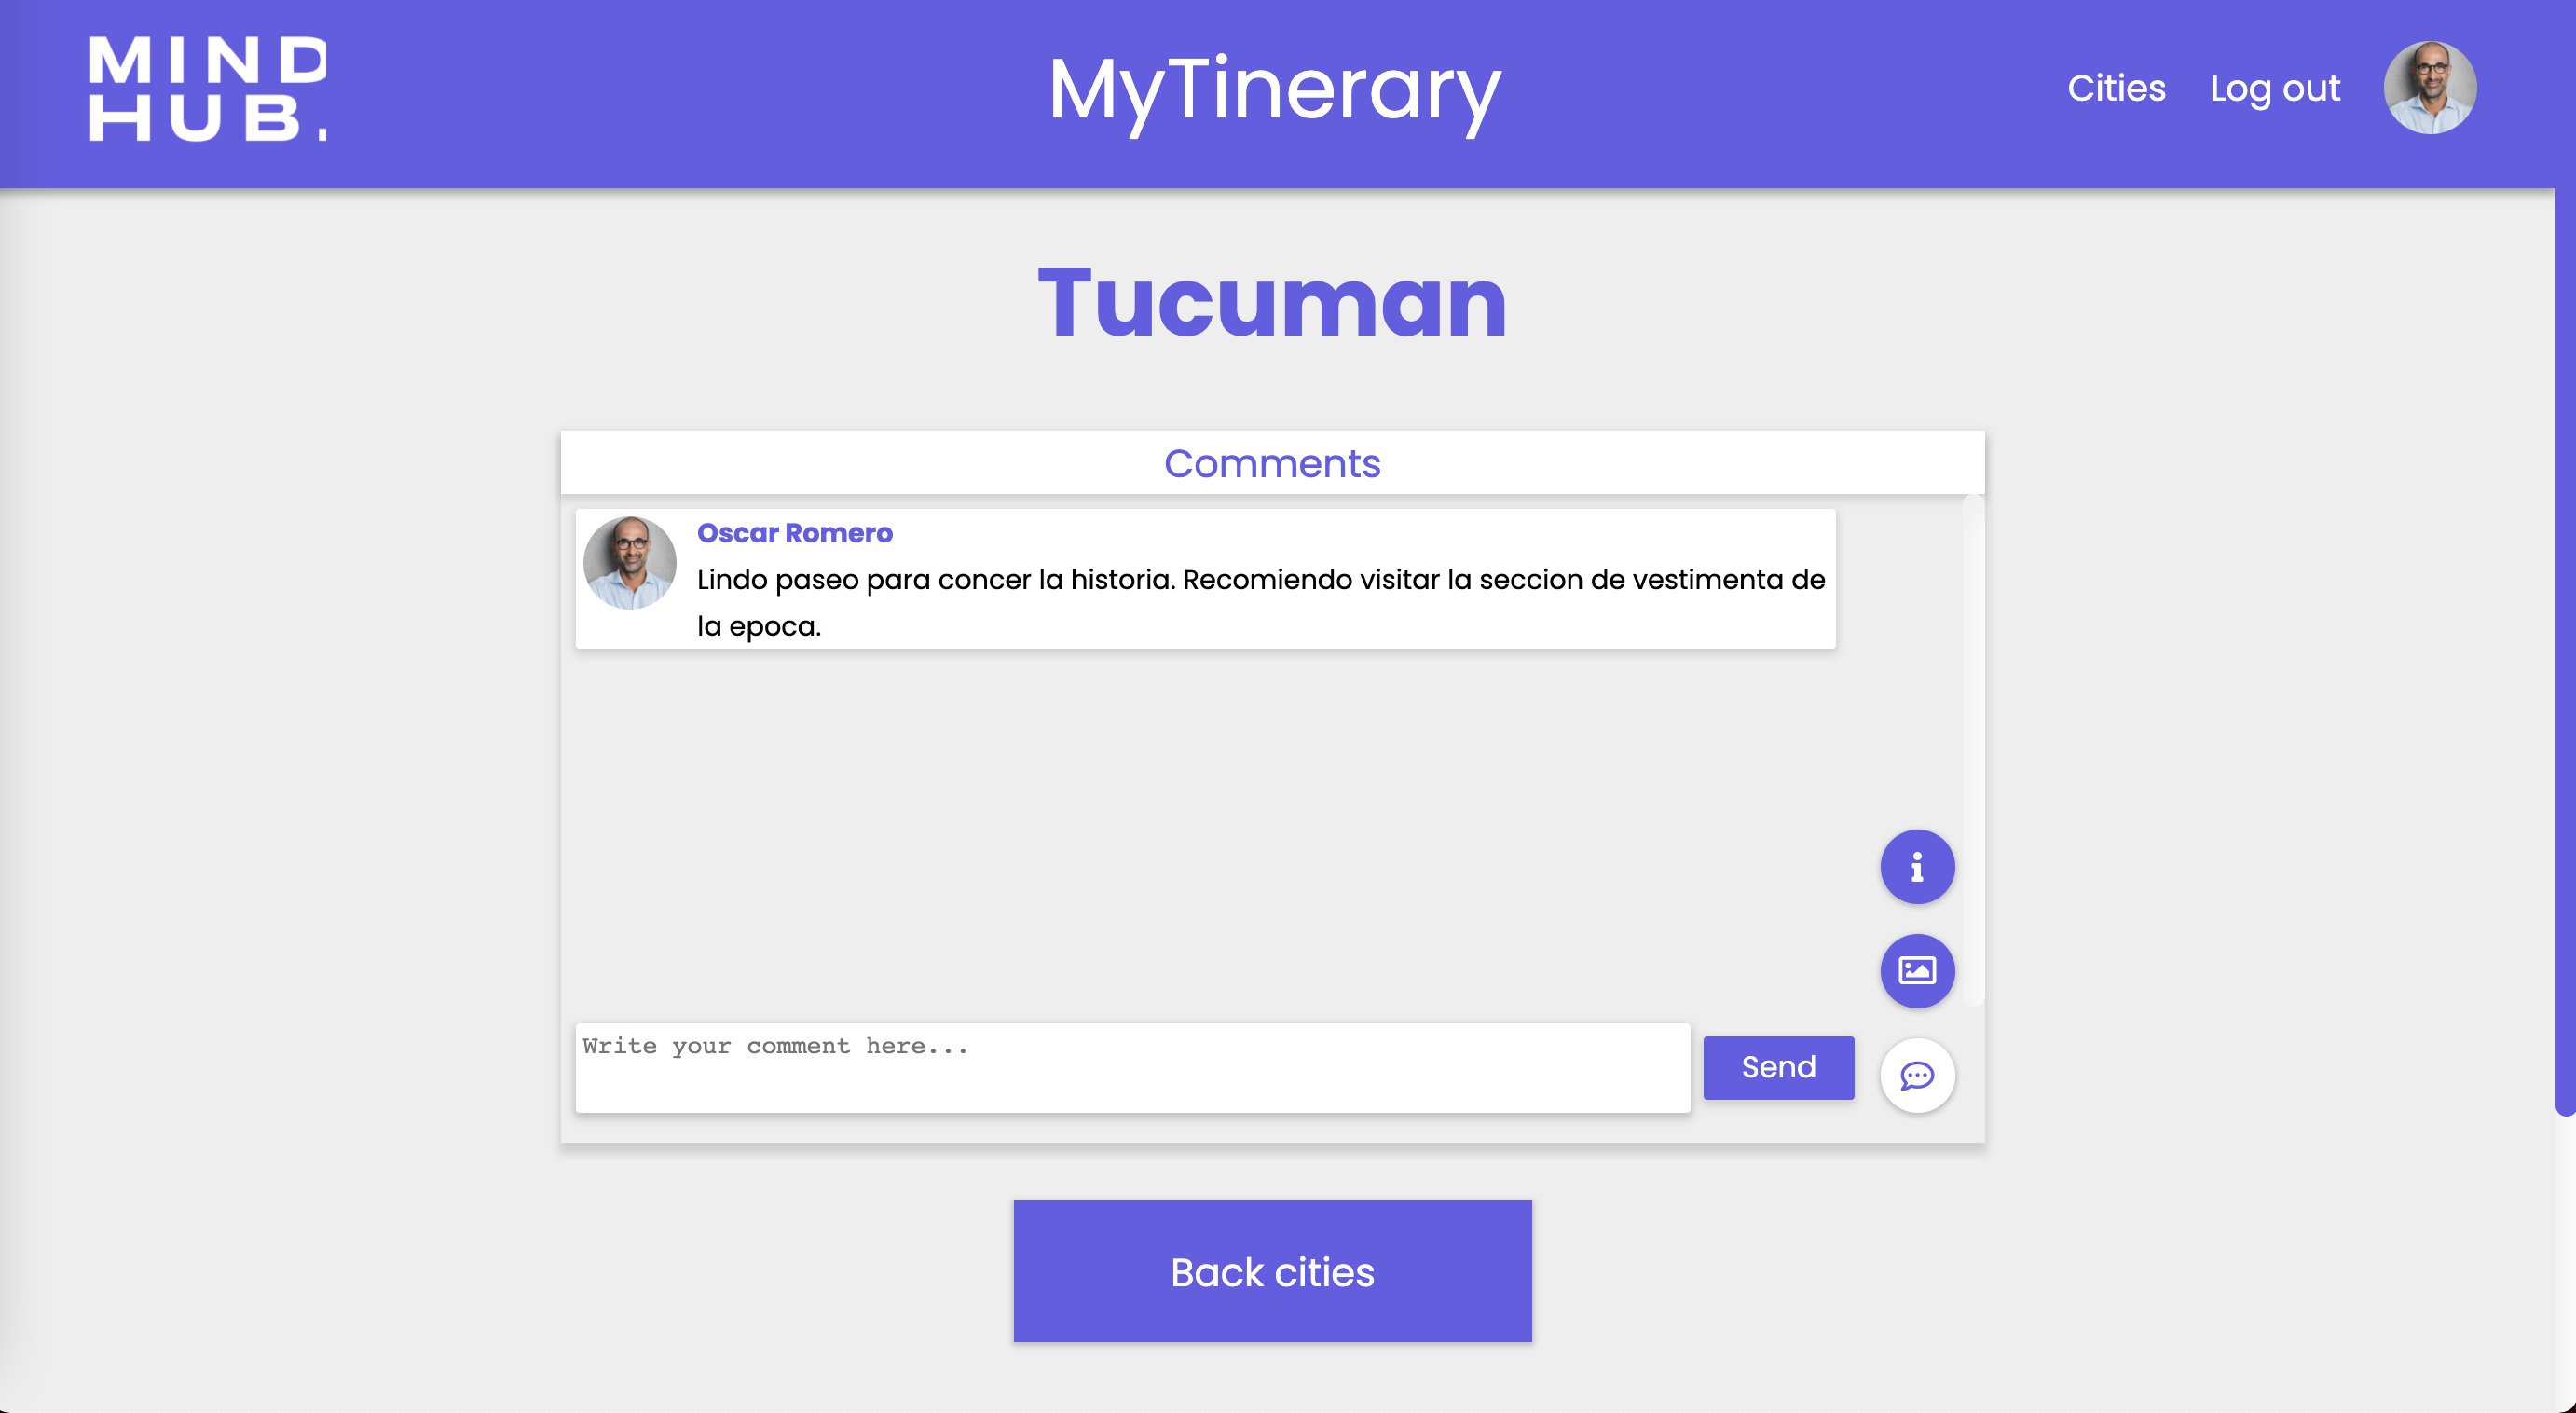 MIND
HUB.
MyTinerary
Cities
Log out
Tucuman
Comments
Oscar Romero
Lindo paseo para concer la historia. Recomiendo visitar la seccion de vestimenta de
la epoca.
Write your comment here...
Send
Back cities